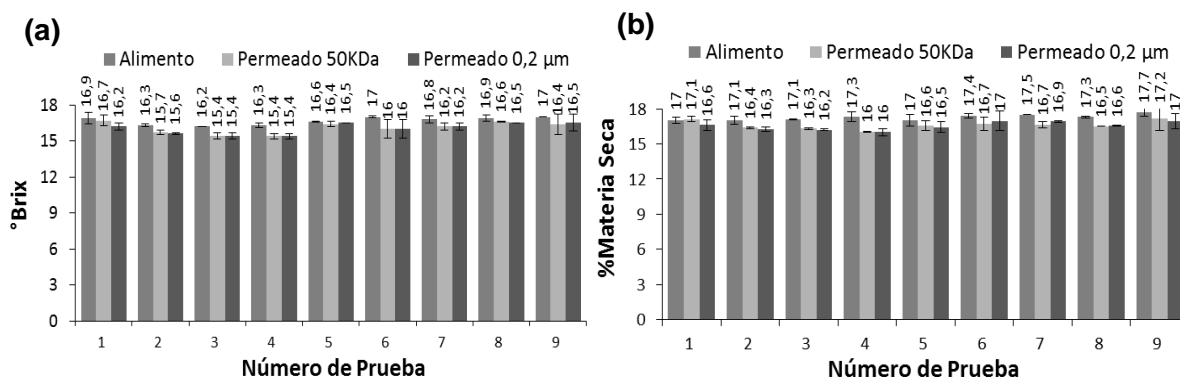 (a)
Alimento Permeado 50KDa Permeado 0,2 µm
16,9 16,7 16,2 16,3 15,7 15,6 16,2 15,4 15,4 16,3 15,4 15,4 16,6 16,4 16,5 17 16 16 16,8 16,2 16,2 16,9 16,6 16,5 17 16,4 16,5
18
15
12
9
6
3
0
°Brix
1 2 3 4 5 6 7 8 9
Número de Prueba
(b)
Alimento Permeado 50KDa Permeado 0,2 µm
17 17,1 16,6 17,1 16,4 16,3 17,1 16,3 16,2 17,3 16 16 17 16,6 16,5 17,4 16,7 17 17,5 16,7 16,9 17,3 16,5 16,6 17,7 17,2 17
18
15
12
9
6
3
0
%Materia Seca
1 2 3 4 5 6 7 8 9
Número de Prueba